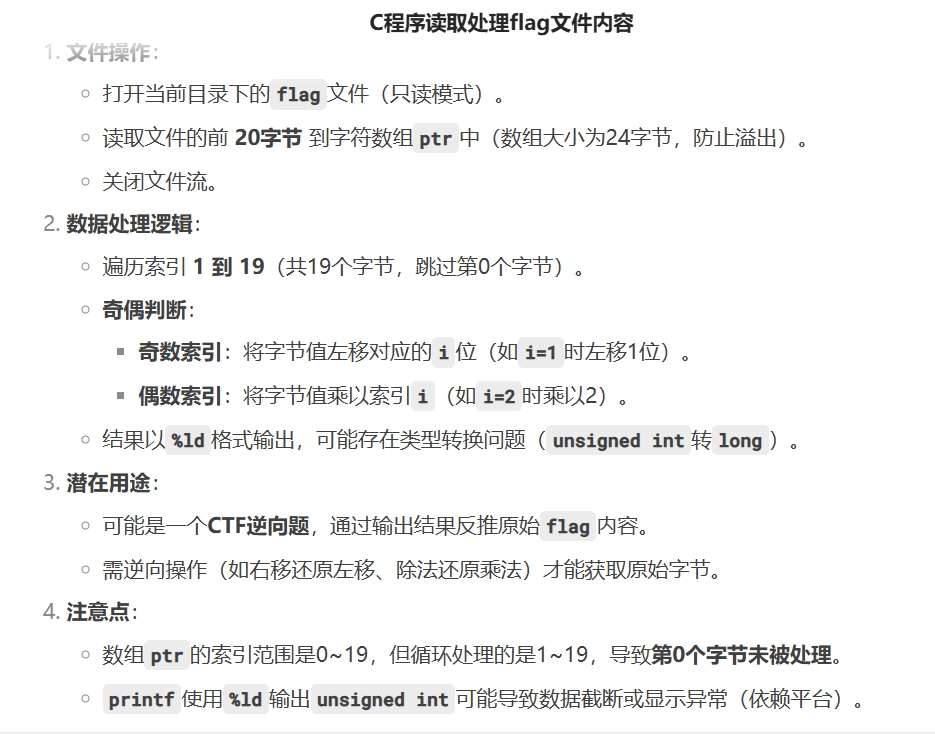 C程序读取处理flag文件内容
1. 文件操作:
打开当前目录下的 flag 文件（只读模式）。
读取文件的前 20字节 到字符数组 ptr 中（数组大小为24字节，防止溢出）。
关闭文件流。
2. 数据处理逻辑:
遍历索引 1 到 19（共19个字节，跳过第0个字节）。
奇偶判断:
奇数索引：将字节值左移对应的 i 位（如 i=1 时左移1位）。
偶数索引：将字节值乘以索引 i （如 i=2 时乘以2）。
结果以 %ld 格式输出，可能存在类型转换问题（ unsigned int 转 long ）。
3. 潜在用途:
可能是一个CTF逆向题，通过输出结果反推原始 flag 内容。
需逆向操作（如右移还原左移、除法还原乘法）才能获取原始字节。
4. 注意点:
数组 ptr 的索引范围是0~19，但循环处理的是1~19，导致第0个字节未被处理。
printf 使用 %ld 输出 unsigned int 可能导致数据截断或显示异常（依赖平台）。